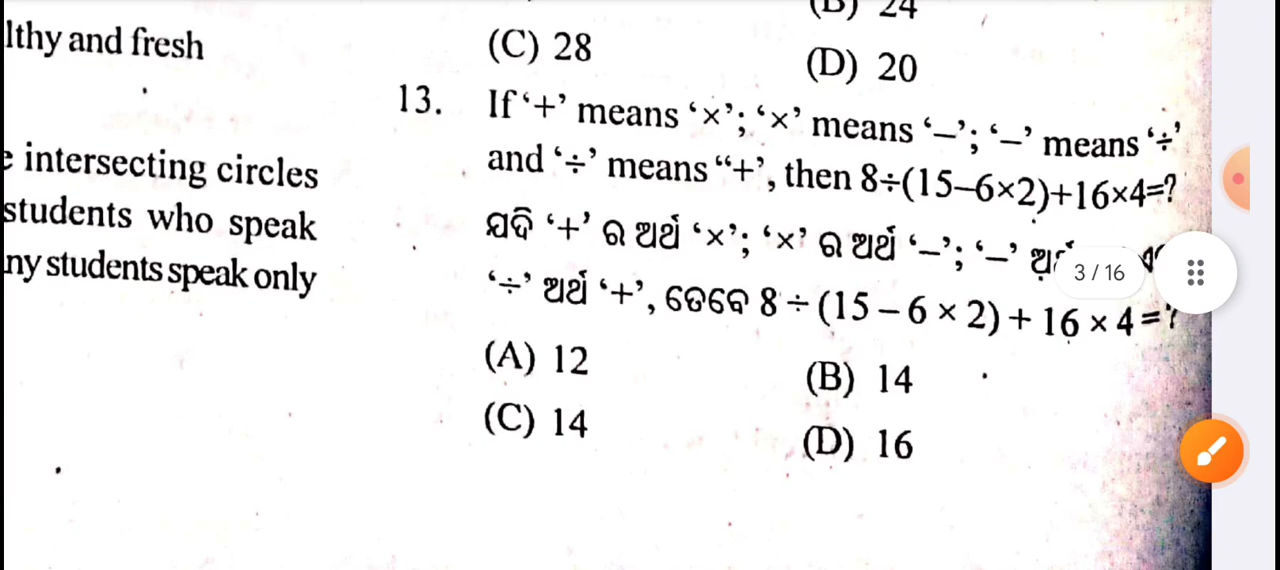 lthy and fresh
e intersecting circles
students who speak
ny students speak only
(B) 24
(C) 28
(D) 20
13. If ‘+’ means ‘×’; ‘×’ means ‘–’; ‘–’ means ‘÷’
and ‘÷’ means “+’, then 8÷(15–6×2)+16×4=?
ଯଦି ‘+’ ର ଅର୍ଥ ‘×’; ‘×’ ର ଅର୍ଥ ‘–’; ‘–’
‘÷’ ଅର୍ଥ ‘+’, ତେବେ 8 ÷ (15 – 6 × 2) + 16 × 4 = ?
(A) 12
(B) 14
(C) 14
(D) 16
3 / 16